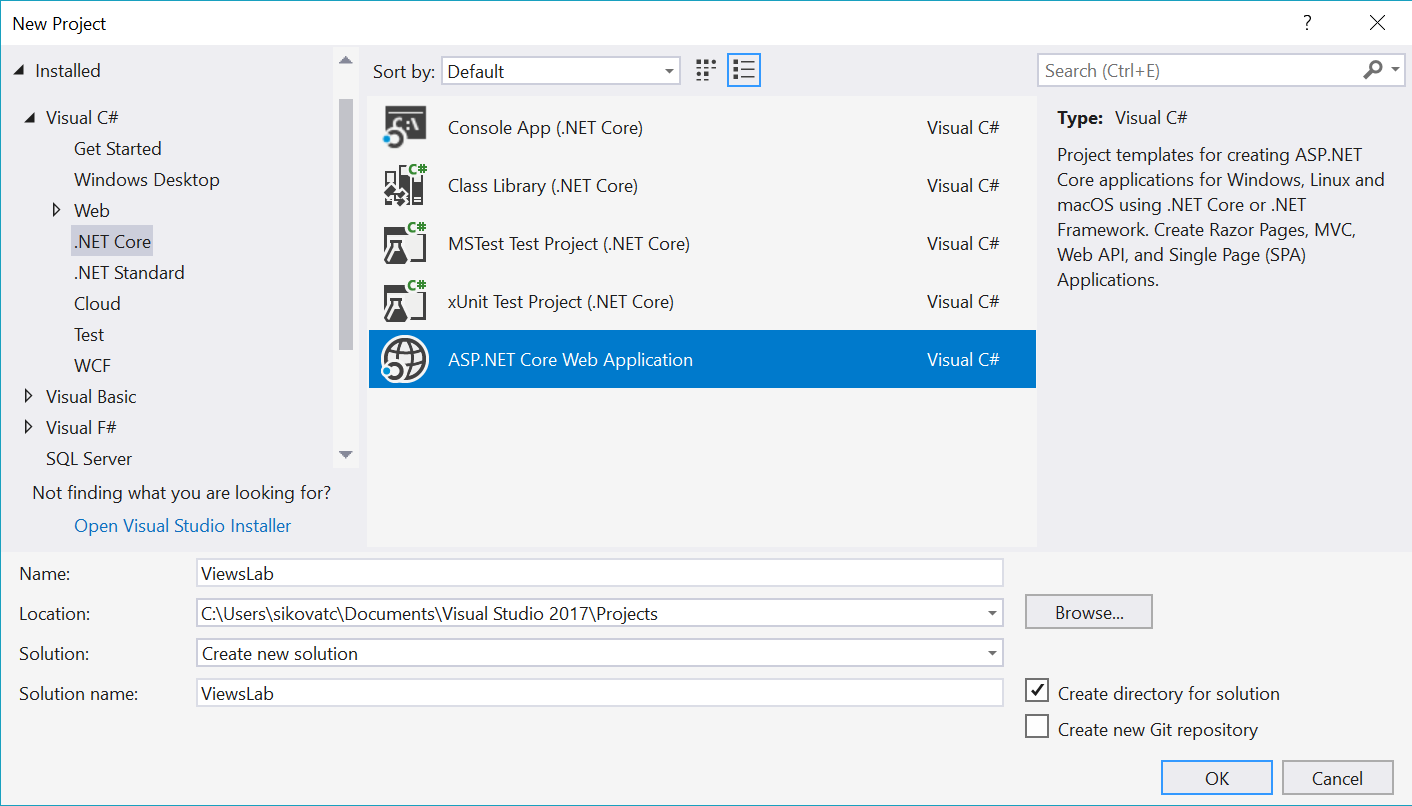 New Project
?
Installed
Visual C#
Get Started
Windows Desktop
Web
.NET Core
.NET Standard
Cloud
Test
WCF
Visual Basic
Visual F#
SQL Server
Not finding what you are looking for?
Open Visual Studio Installer
Sort by: Default
C:\
Console App (.NET Core) Visual C#
C#
Class Library (.NET Core) Visual C#
C#
MSTest Test Project (.NET Core) Visual C#
C#
xUnit Test Project (.NET Core) Visual C#
ASP.NET Core Web Application Visual C#
Search (Ctrl+E)
Type: Visual C#
Project templates for creating ASP.NET
Core applications for Windows, Linux and
macOS using .NET Core or .NET
Framework. Create Razor Pages, MVC,
Web API, and Single Page (SPA)
Applications.
Name: ViewsLab
Location: C:\Users\sikovatc\Documents\Visual Studio 2017\Projects
Browse...
Solution: Create new solution
Solution name: ViewsLab
Create directory for solution
Create new Git repository
OK
Cancel